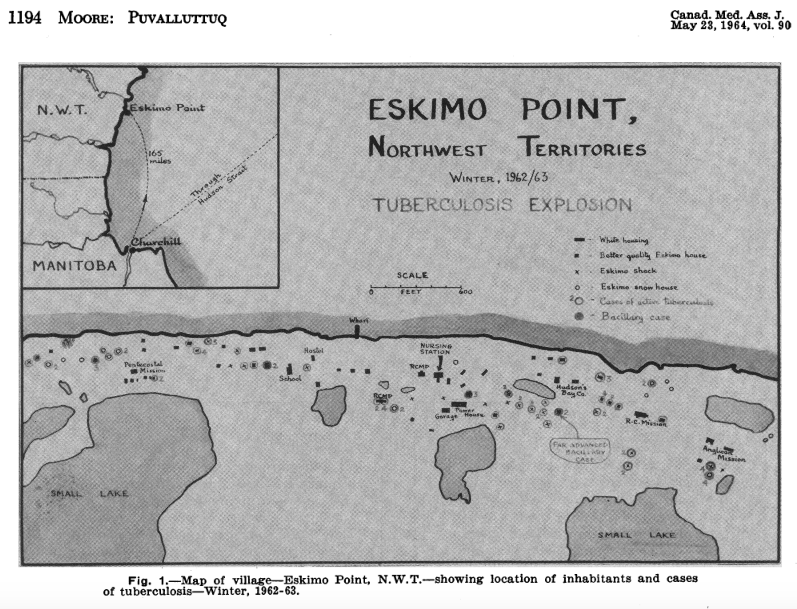 1194 MOORE: PUVALLUTTUQ
Canad. Med. Ass. J.
May 23, 1964, vol. 90
N.W.T.
Eskimo Point
165
miles
Through
Hudson Strait
Churchill
MANITOBA
ESKIMO POINT,
NORTHWEST TERRITORIES
WINTER, 1962/63
TUBERCULOSIS EXPLOSION
SCALE
0 FEET 600
- White housing
- Better quality Eskimo house
- Eskimo shack
- Eskimo snow house
2 - Cases of active tuberculosis
- Bacillary case
Wharf
Pentecostal
Mission
Hostel
School
NURSING
STATION
RCMP
RCMP
Garage
Power
House
Hudson's
Bay Co.
R.C. Mission
Anglican
Mission
FAR ADVANCED
BACILLARY
CASE
SMALL LAKE
SMALL LAKE
Fig. 1.—Map of village—Eskimo Point, N.W.T.—showing location of inhabitants and cases
of tuberculosis—Winter, 1962-63.